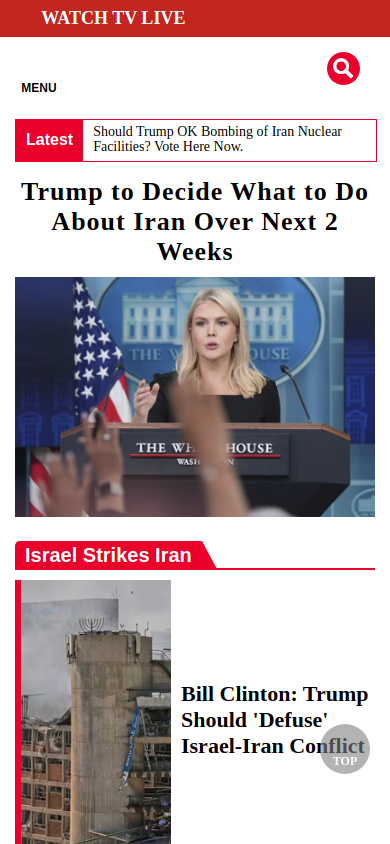 WATCH TV LIVE
MENU
Latest
Should Trump OK Bombing of Iran Nuclear
Facilities? Vote Here Now.
Trump to Decide What to Do
About Iran Over Next 2
Weeks
THE WHITE HOUSE
THE WH HOUSE
WASH
Israel Strikes Iran
Bill Clinton: Trump
Should 'Defuse'
Israel-Iran Conflict
TOP